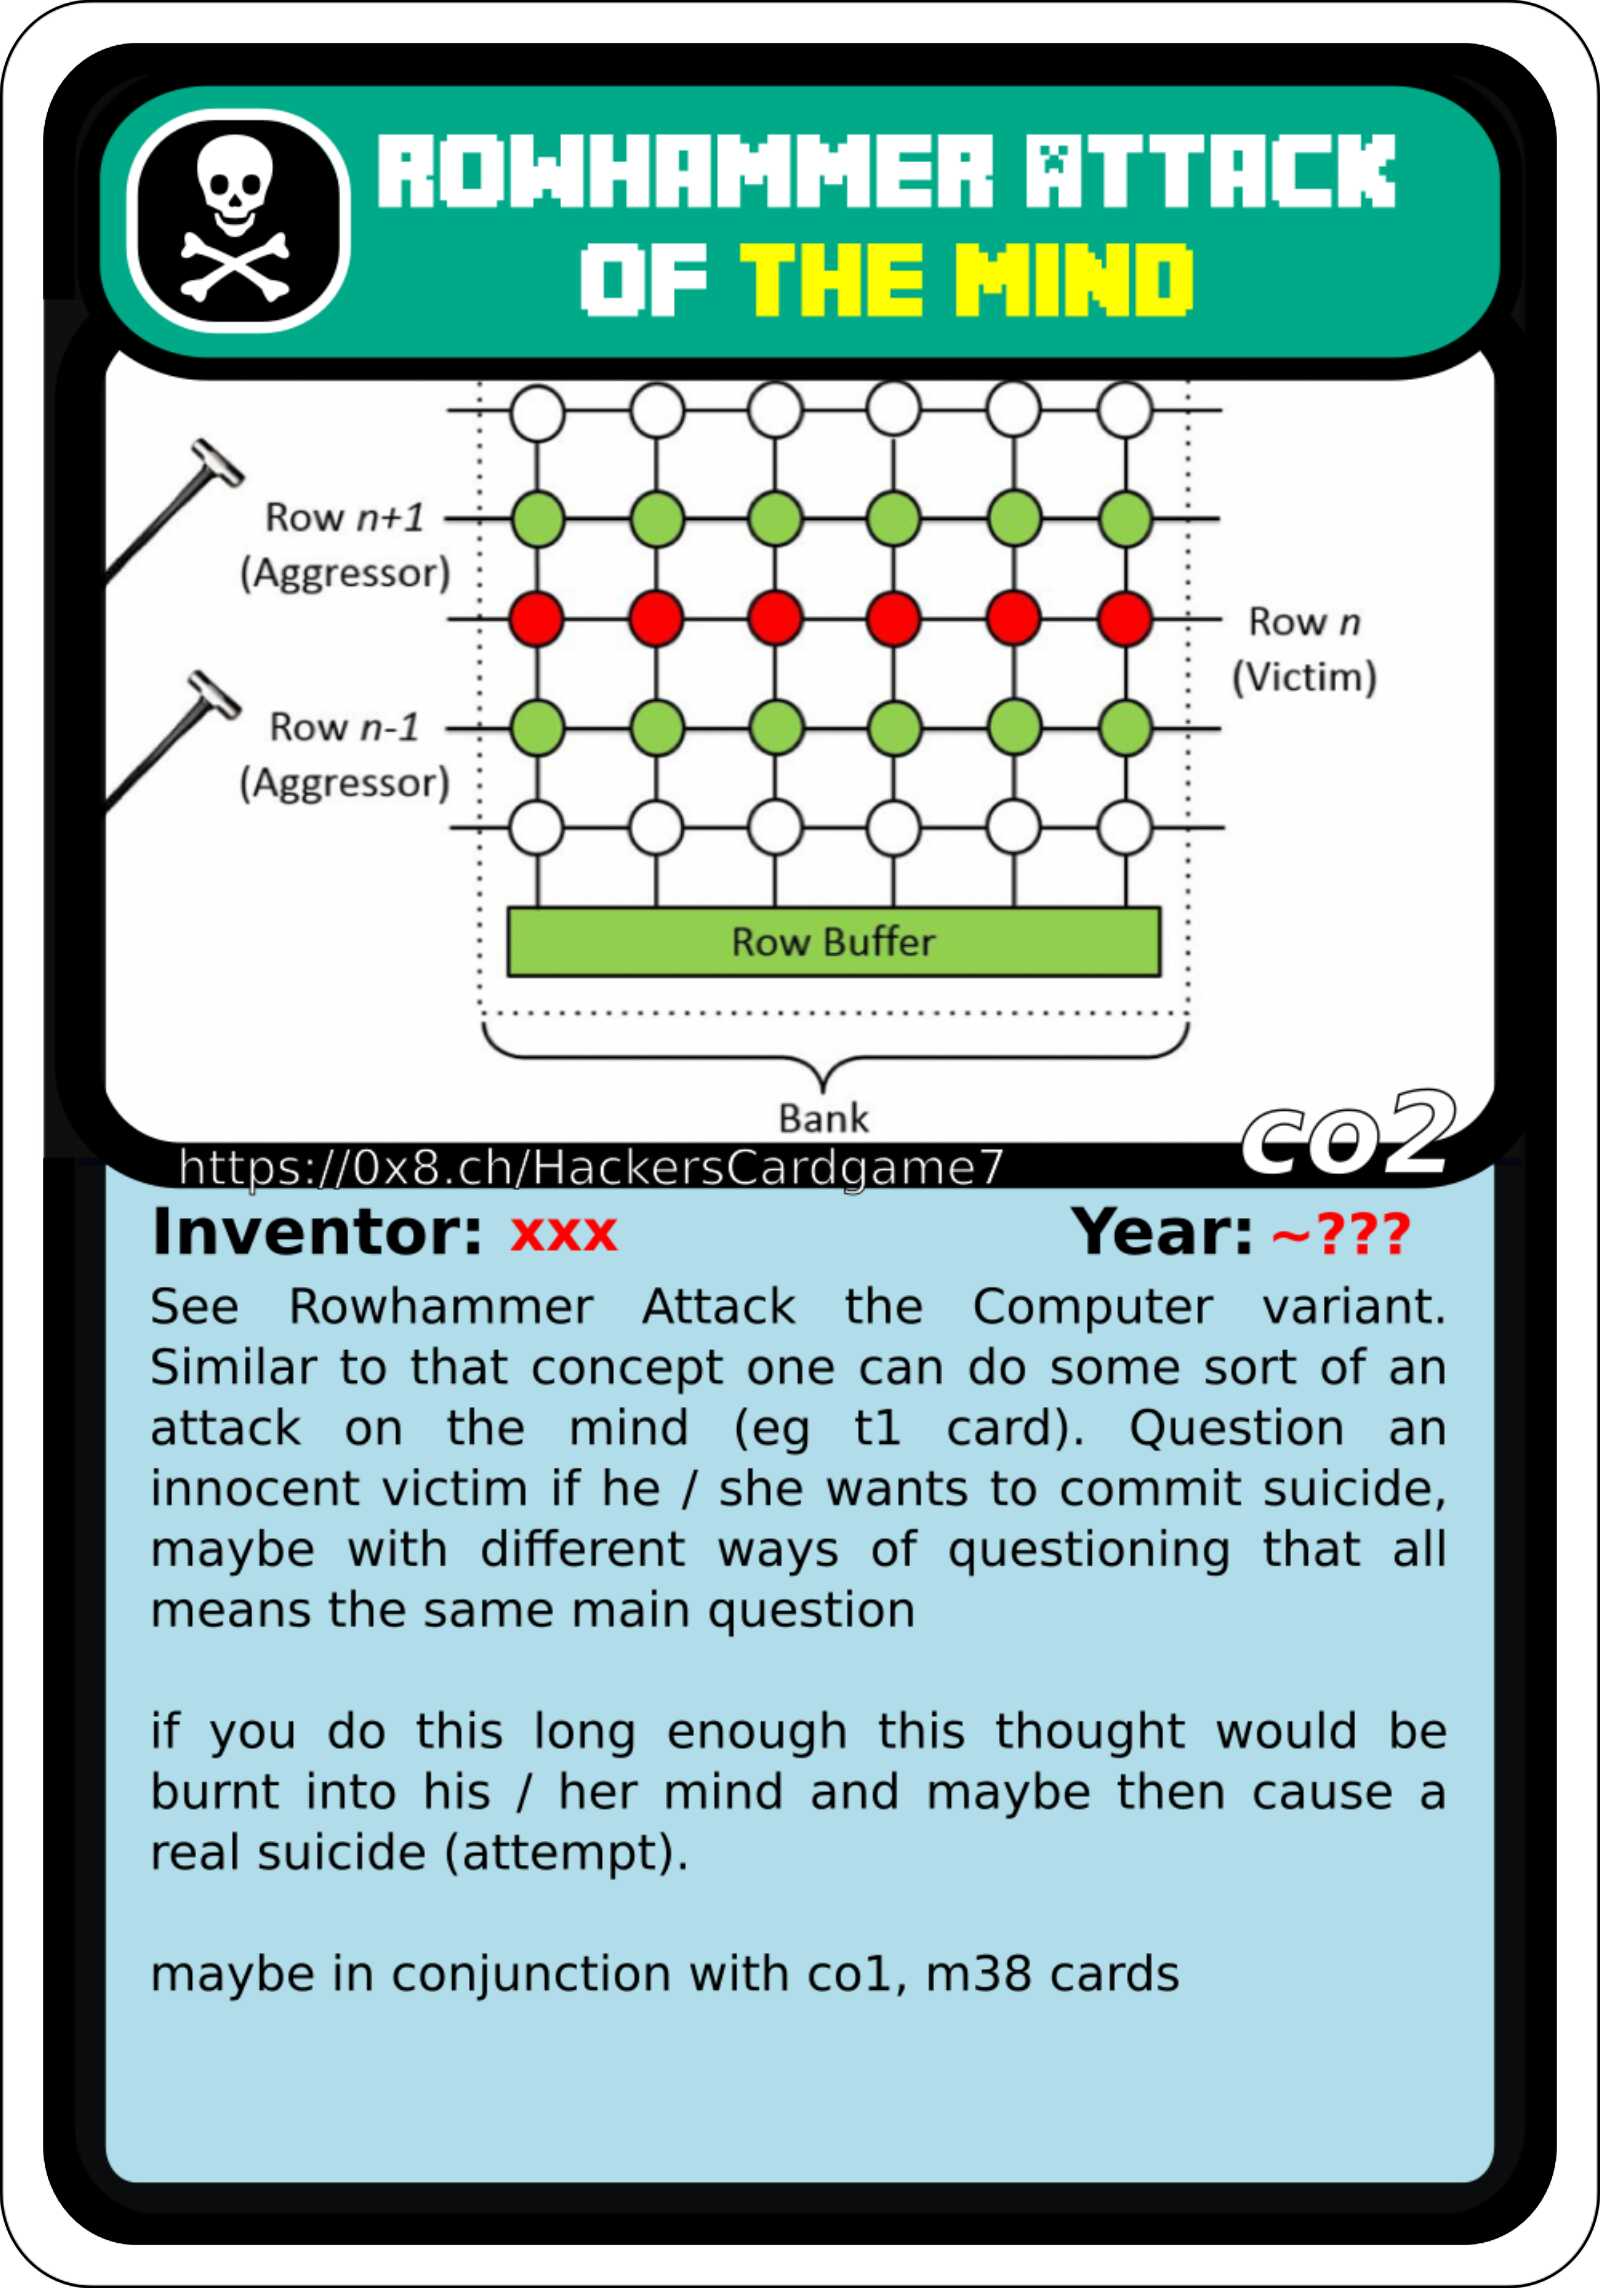 ROWHAMMER ATTACK
OF THE MIND
Row n+1
(Aggressor)
Row n
(Victim)
Row n-1
(Aggressor)
Row Buffer
Bank
co2
https://0x8.ch/HackersCardgame7
Inventor: xxx Year: ~???
See Rowhammer Attack the Computer variant.
Similar to that concept one can do some sort of an
attack on the mind (eg t1 card). Question an
innocent victim if he / she wants to commit suicide,
maybe with different ways of questioning that all
means the same main question
if you do this long enough this thought would be
burnt into his / her mind and maybe then cause a
real suicide (attempt).
maybe in conjunction with co1, m38 cards